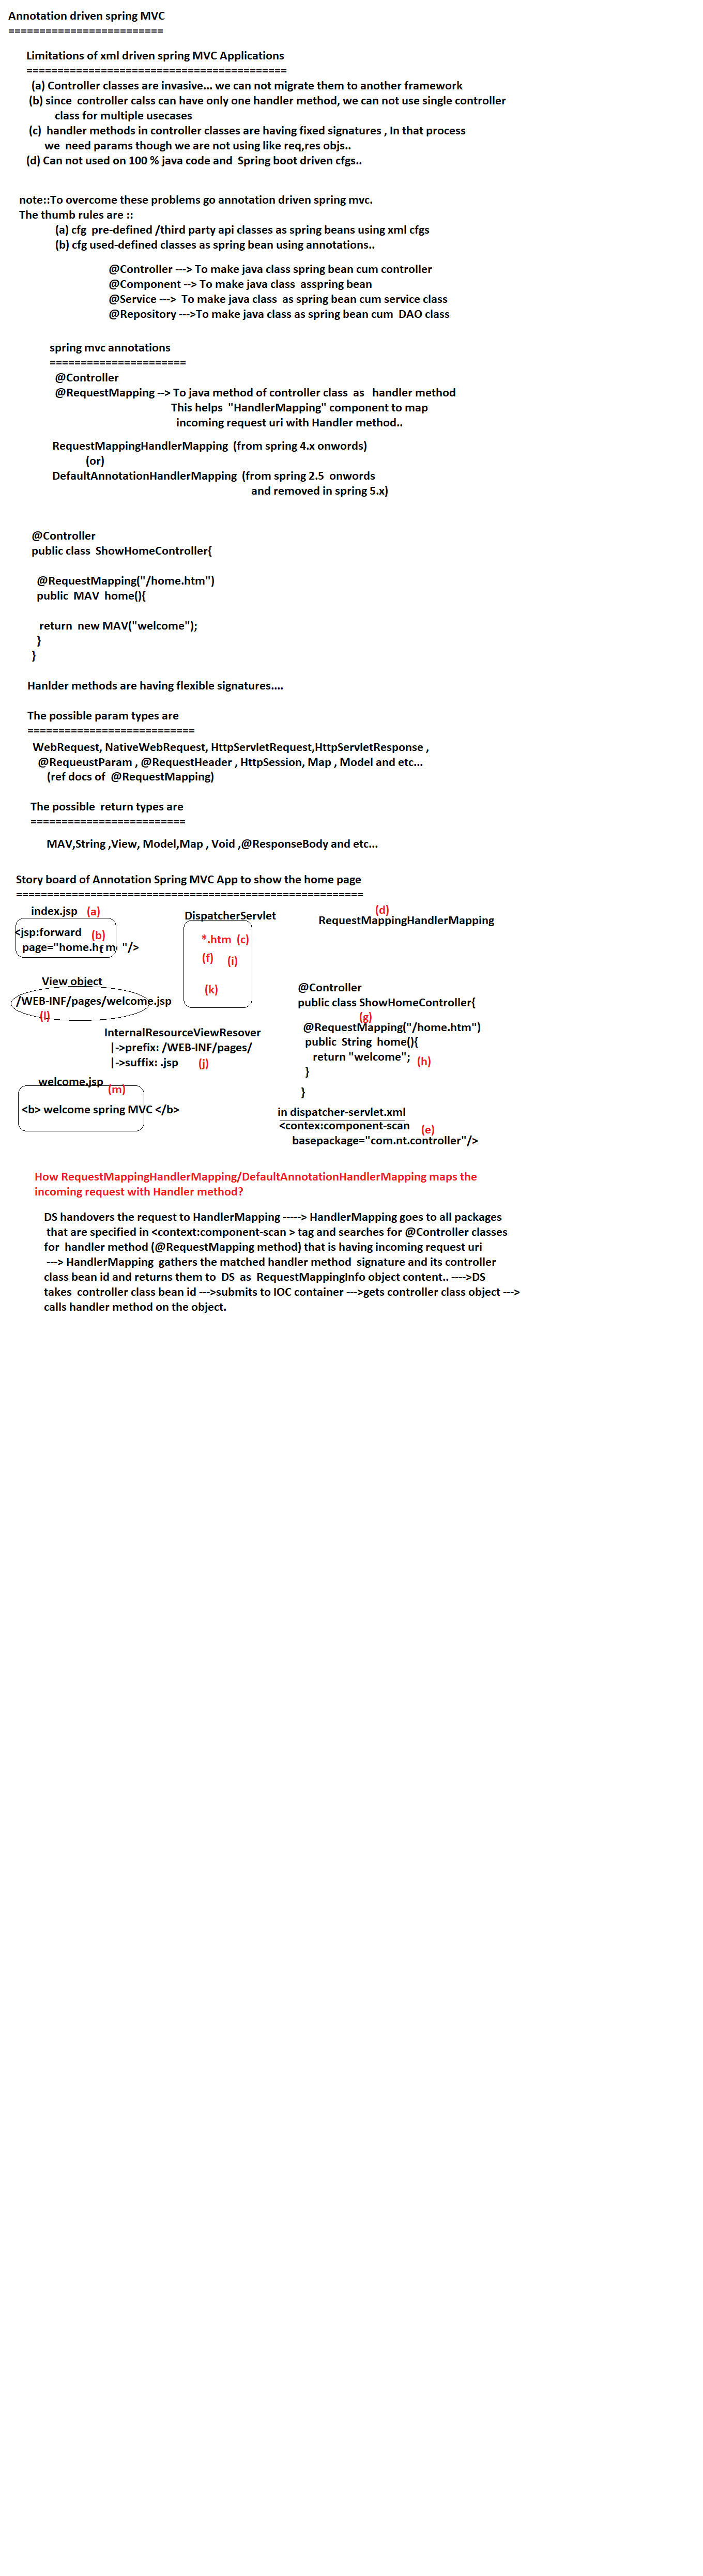 Annotation driven spring MVC
=========================
Limitations of xml driven spring MVC Applications
==========================================
(a) Controller classes are invasive... we can not migrate them to another framework
(b) since controller calss can have only one handler method, we can not use single controller
class for multiple usecases
(c) handler methods in controller classes are having fixed signatures , In that process
we need params though we are not using like req,res objs..
(d) Can not used on 100 % java code and Spring boot driven cfgs..
note::To overcome these problems go annotation driven spring mvc.
The thumb rules are ::
(a) cfg pre-defined /third party api classes as spring beans using xml cfgs
(b) cfg used-defined classes as spring bean using annotations..
@Controller ---> To make java class spring bean cum controller
@Component --> To make java class asspring bean
@Service ---> To make java class as spring bean cum service class
@Repository --->To make java class as spring bean cum DAO class
spring mvc annotations
======================
@Controller
@RequestMapping --> To java method of controller class as handler method
This helps "HandlerMapping" component to map
incoming request uri with Handler method..
RequestMappingHandlerMapping (from spring 4.x onwords)
(or)
DefaultAnnotationHandlerMapping (from spring 2.5 onwords
and removed in spring 5.x)
@Controller
public class ShowHomeController{
@RequestMapping("/home.htm")
public MAV home(){
return new MAV("welcome");
}
}
Hanlder methods are having flexible signatures....
The possible param types are
===========================
WebRequest, NativeWebRequest, HttpServletRequest,HttpServletResponse ,
@RequeustParam , @RequestHeader , HttpSession, Map , Model and etc...
(ref docs of @RequestMapping)
The possible return types are
=========================
MAV,String ,View, Model,Map , Void ,@ResponseBody and etc...
Story board of Annotation Spring MVC App to show the home page
========================================================
index.jsp (a)
<jsp:forward (b)
page="home.htm "/>
DispatcherServlet
*.htm (c)
(f) (i)
(k)
(d)
RequestMappingHandlerMapping
View object
/WEB-INF/pages/welcome.jsp
(l)
@Controller
public class ShowHomeController{
(g)
@RequestMapping("/home.htm")
public String home(){
return "welcome"; (h)
}
}
InternalResourceViewResover
|->prefix: /WEB-INF/pages/
|->suffix: .jsp (j)
welcome.jsp (m)
<b> welcome spring MVC </b>
in dispatcher-servlet.xml
<contex:component-scan (e)
basepackage="com.nt.controller"/>
How RequestMappingHandlerMapping/DefaultAnnotationHandlerMapping maps the
incoming request with Handler method?
DS handovers the request to HandlerMapping -----> HandlerMapping goes to all packages
that are specified in <context:component-scan > tag and searches for @Controller classes
for handler method (@RequestMapping method) that is having incoming request uri
---> HandlerMapping gathers the matched handler method signature and its controller
class bean id and returns them to DS as RequestMappingInfo object content.. ---->DS
takes controller class bean id --->submits to IOC container --->gets controller class object --->
calls handler method on the object.